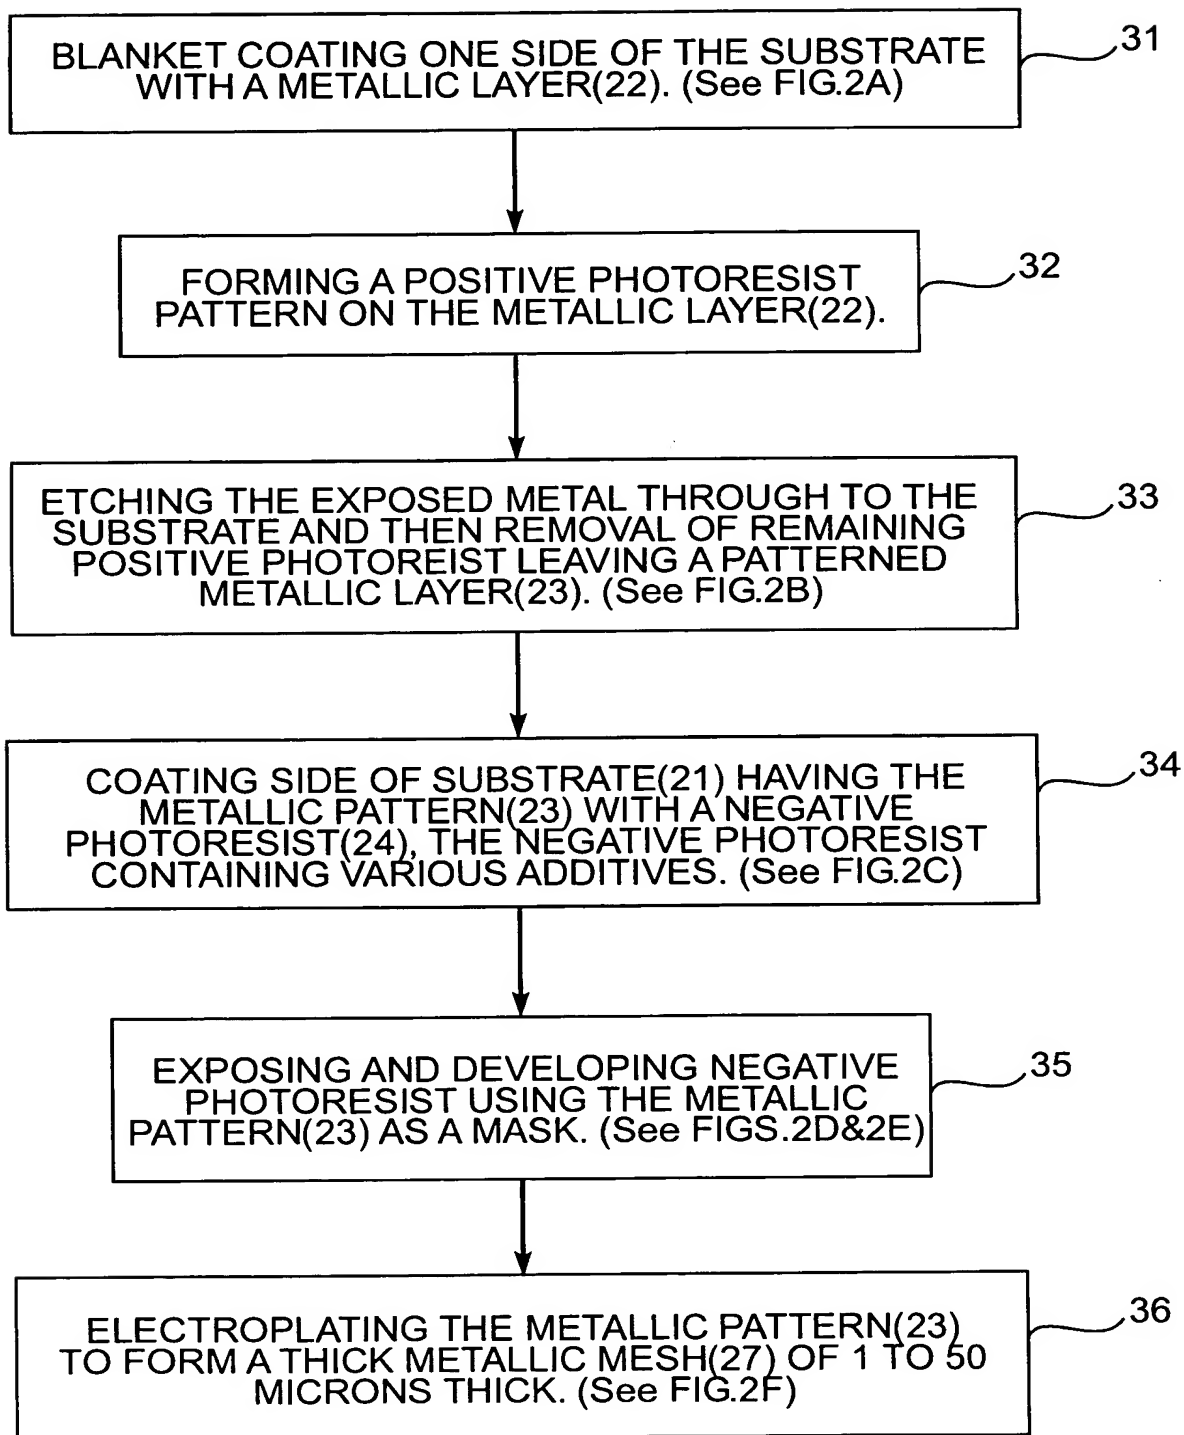 BLANKET COATING ONE SIDE OF THE SUBSTRATE
WITH A METALLIC LAYER(22). (See FIG.2A)
31
FORMING A POSITIVE PHOTORESIST
PATTERN ON THE METALLIC LAYER(22).
32
ETCHING THE EXPOSED METAL THROUGH TO THE
SUBSTRATE AND THEN REMOVAL OF REMAINING
POSITIVE PHOTOREIST LEAVING A PATTERNED
METALLIC LAYER(23). (See FIG.2B)
33
COATING SIDE OF SUBSTRATE(21) HAVING THE
METALLIC PATTERN(23) WITH A NEGATIVE
PHOTORESIST(24), THE NEGATIVE PHOTORESIST
CONTAINING VARIOUS ADDITIVES. (See FIG.2C)
34
EXPOSING AND DEVELOPING NEGATIVE
PHOTORESIST USING THE METALLIC
PATTERN(23) AS A MASK. (See FIGS.2D&2E)
35
ELECTROPLATING THE METALLIC PATTERN(23)
TO FORM A THICK METALLIC MESH(27) OF 1 TO 50
MICRONS THICK. (See FIG.2F)
36